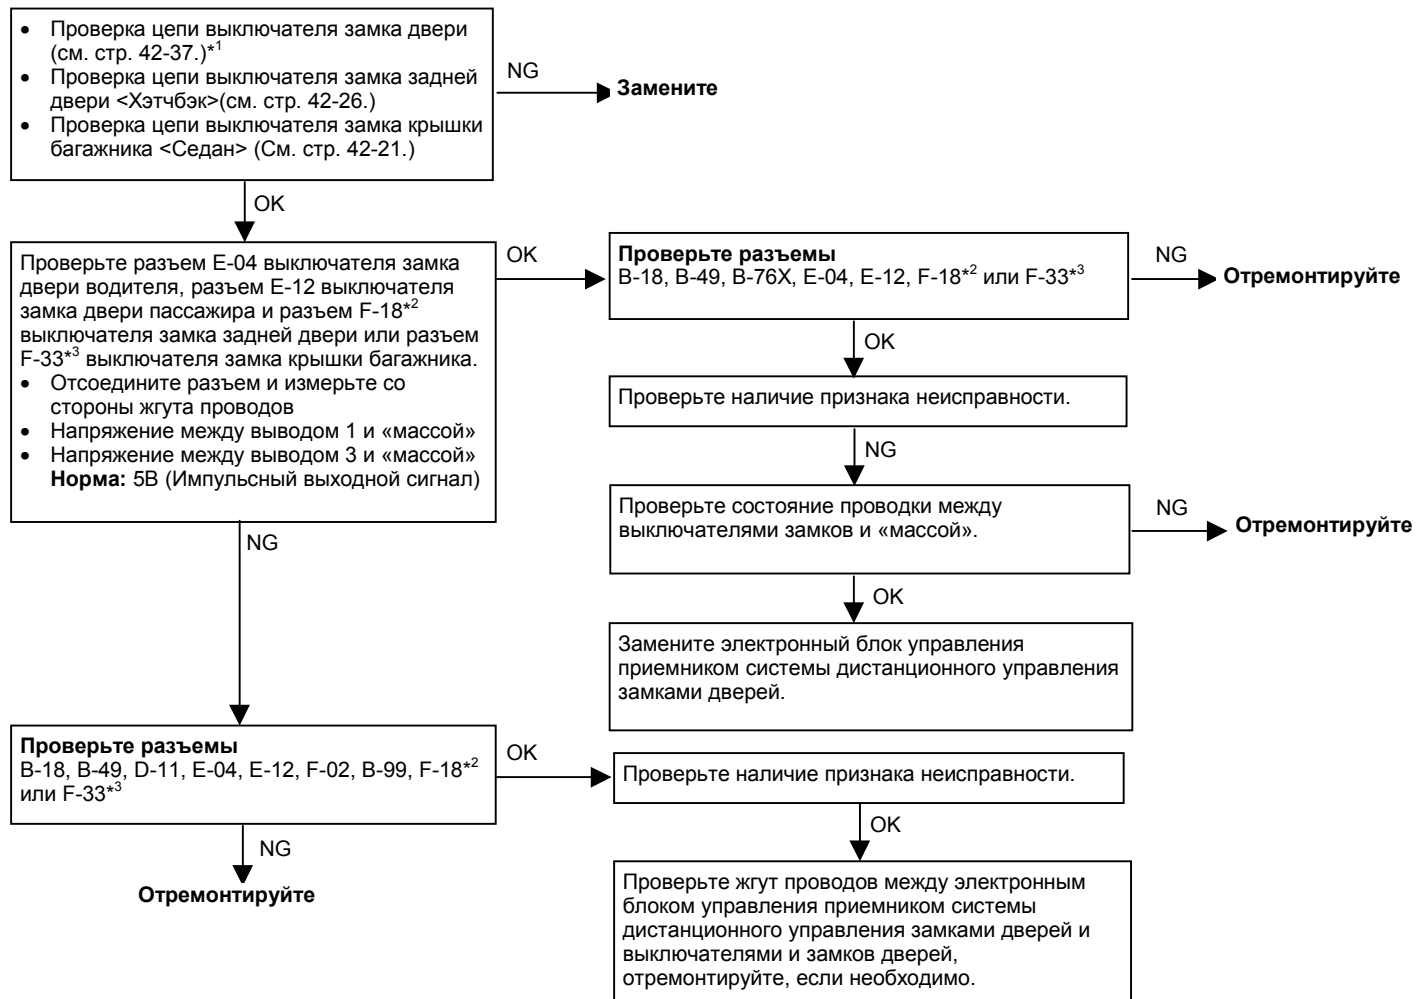 • Проверка цепи выключателя замка двери
(см. стр. 42-37.)*1
• Проверка цепи выключателя замка задней
двери <Хэтчбэк>(см. стр. 42-26.)
• Проверка цепи выключателя замка крышки
багажника <Седан> (См. стр. 42-21.)
NG
Замените
OK
Проверьте разъем E-04 выключателя замка
двери водителя, разъем E-12 выключателя
замка двери пассажира и разъем F-18*2
выключателя замка задней двери или разъем
F-33*3 выключателя замка крышки багажника.
• Отсоедините разъем и измерьте со
стороны жгута проводов
• Напряжение между выводом 1 и «массой»
• Напряжение между выводом 3 и «массой»
Норма: 5В (Импульсный выходной сигнал)
OK
Проверьте разъемы
B-18, B-49, B-76X, E-04, E-12, F-18*2 или F-33*3
NG
Отремонтируйте
OK
Проверьте наличие признака неисправности.
NG
Проверьте состояние проводки между
выключателями замков и «массой».
NG
Отремонтируйте
OK
Замените электронный блок управления
приемником системы дистанционного управления
замками дверей.
NG
Проверьте разъемы
B-18, B-49, D-11, E-04, E-12, F-02, B-99, F-18*2
или F-33*3
OK
Проверьте наличие признака неисправности.
NG
Отремонтируйте
OK
Проверьте жгут проводов между электронным
блоком управления приемником системы
дистанционного управления замками дверей и
выключателями и замков дверей,
отремонтируйте, если необходимо.